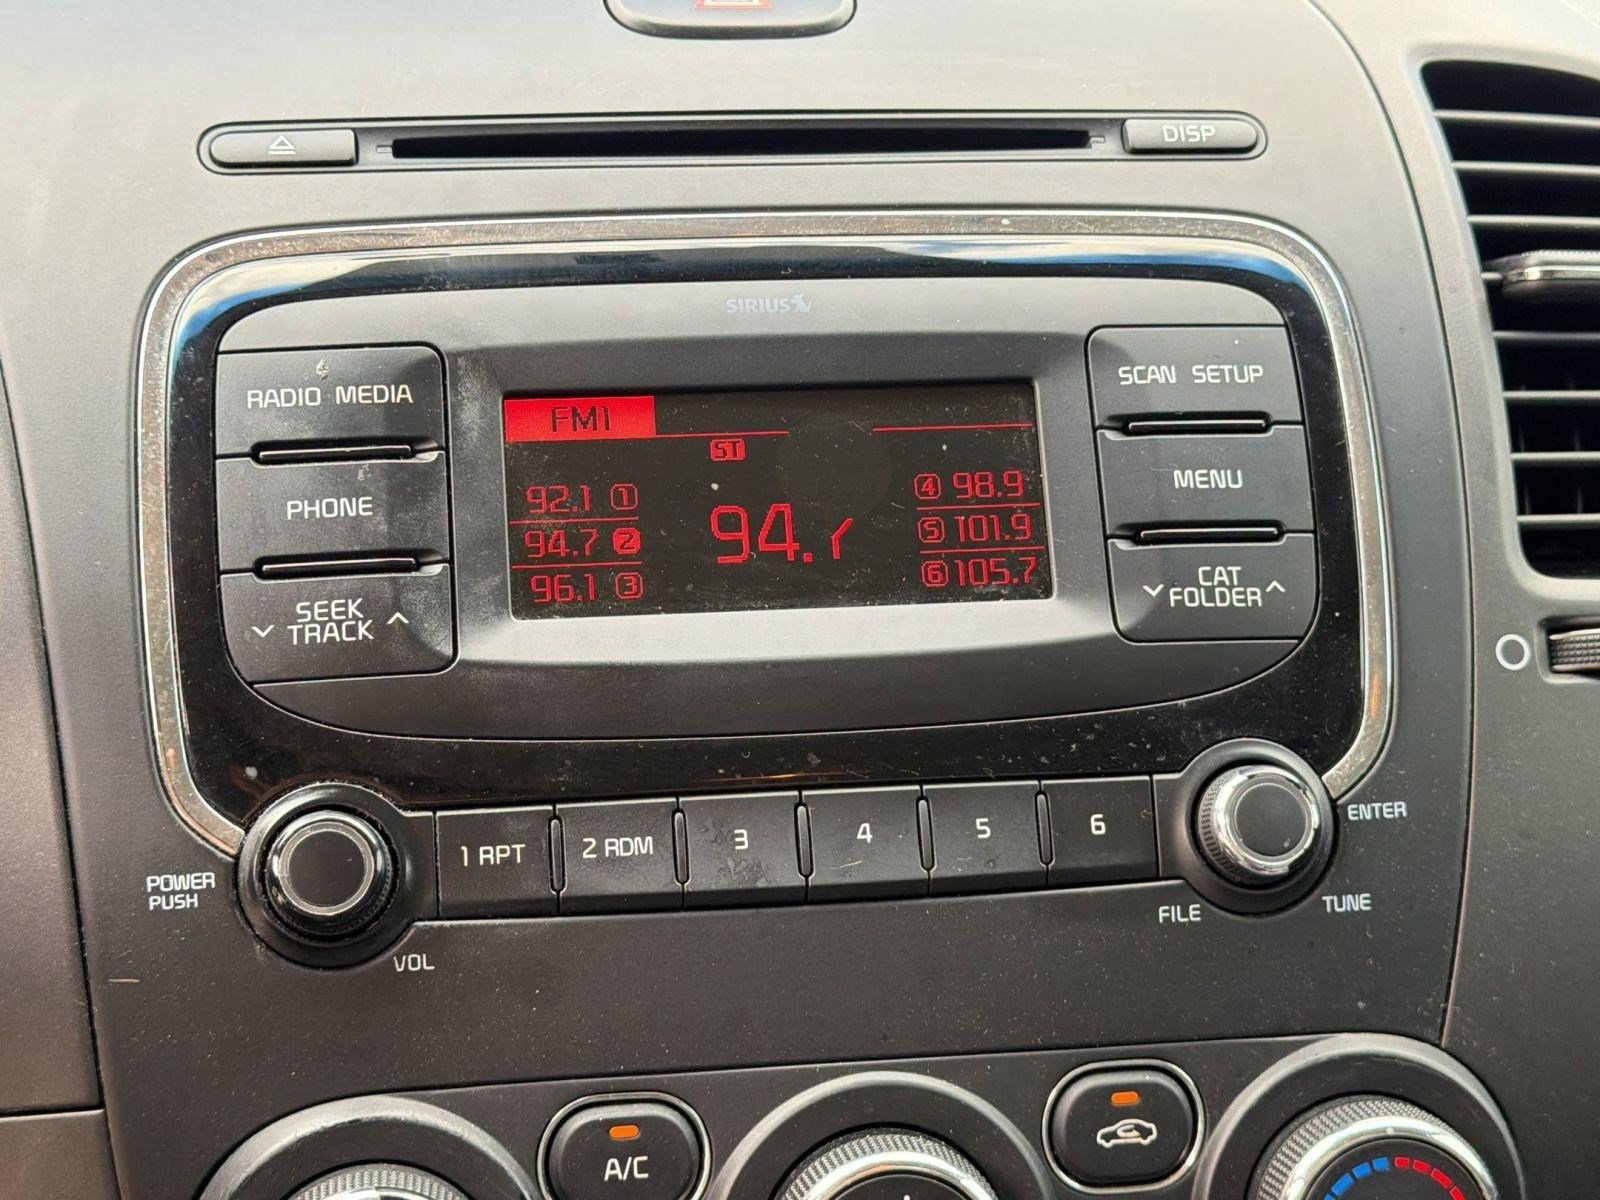 DISP
SIRIUS
RADIO MEDIA
PHONE
SEEK
TRACK
FM1
ST
92.1 1
94.7 2
96.1 3
94.
4 98.9
5 101.9
6 105.7
SCAN SETUP
MENU
CAT
FOLDER
POWER
PUSH
VOL
1 RPT
2 RDM
3
4
5
6
ENTER
FILE
TUNE
A/C